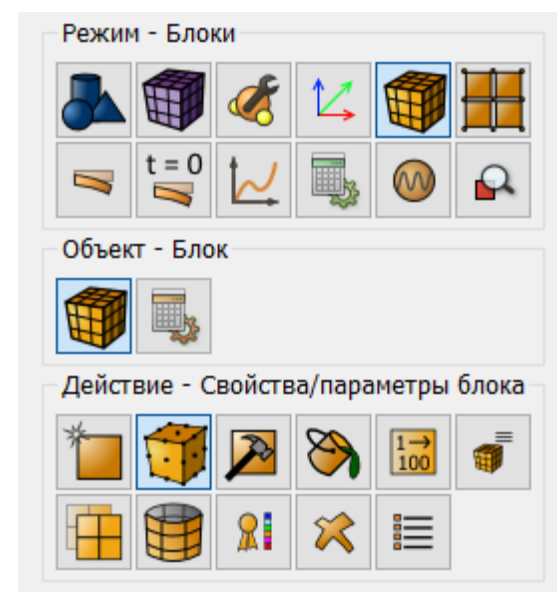 Режим - Блоки
t = 0
Объект - Блок
Действие - Свойства/параметры блока
1→
100